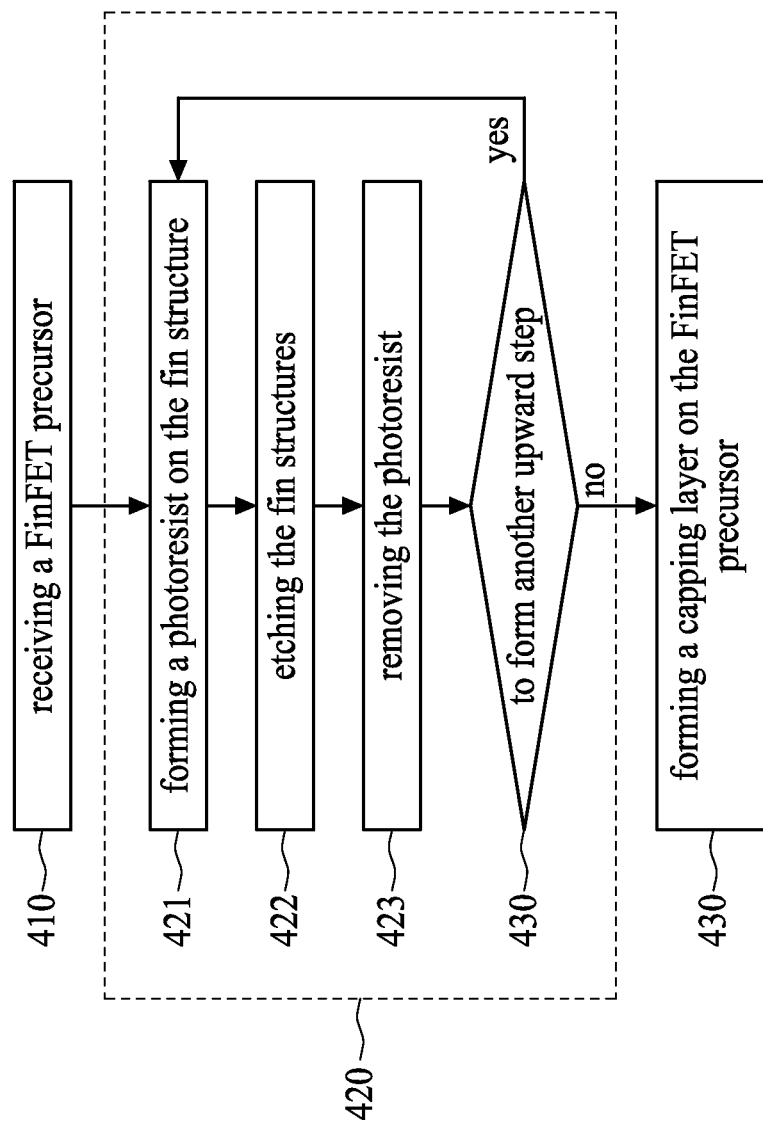 410
receiving a FinFET precursor
420
421
forming a photoresist on the fin structure
422
etching the fin structures
423
removing the photoresist
430
to form another upward step
yes
no
430
forming a capping layer on the FinFET
precursor